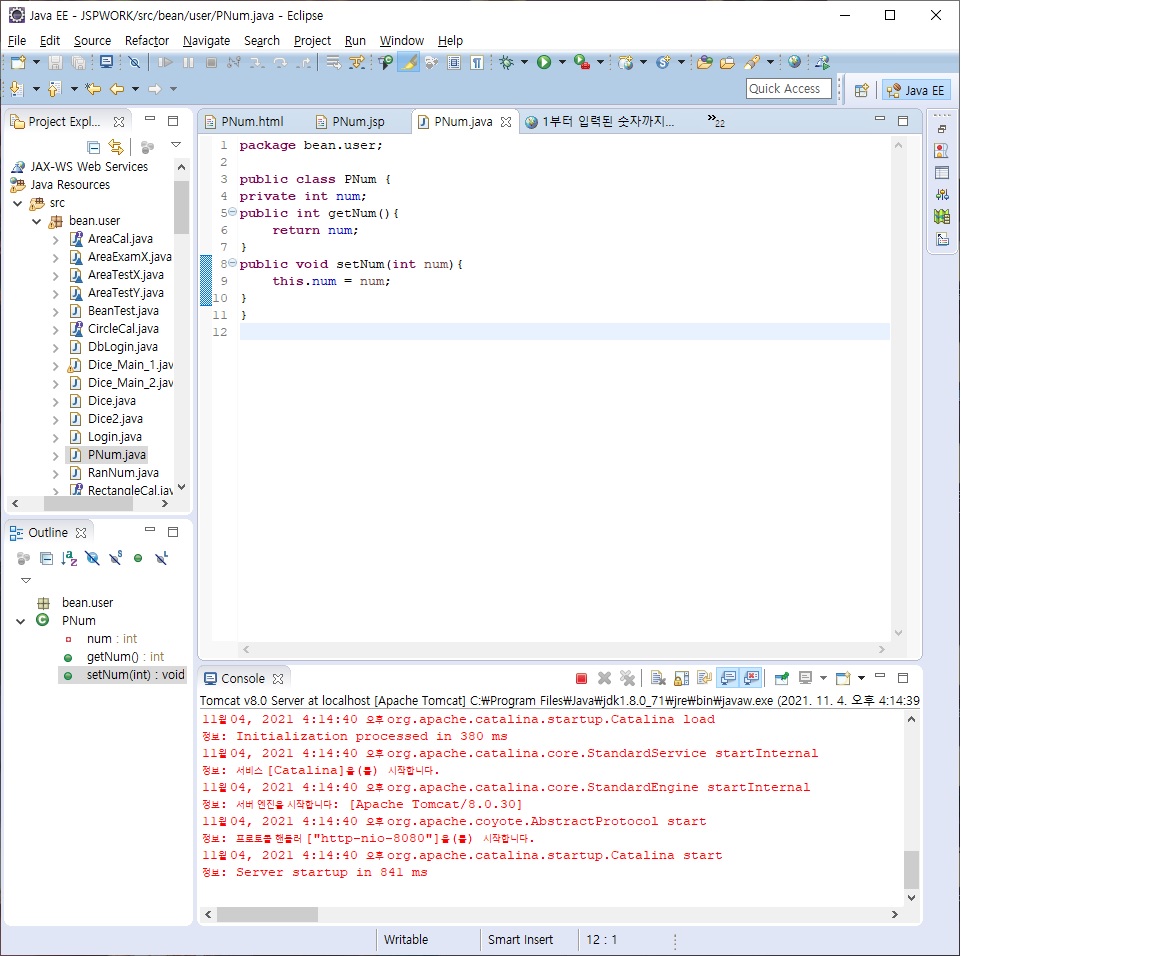 Java EE - JSPWORK/src/bean/user/PNum.java - Eclipse
File Edit Source Refactor Navigate Search Project Run Window Help
Quick Access
Java EE
Project Expl...
JAX-WS Web Services
Java Resources
src
bean.user
AreaCal.java
AreaExamX.java
AreaTestX.java
AreaTestY.java
BeanTest.java
CircleCal.java
DbLogin.java
Dice_Main_1.jav
Dice_Main_2.jav
Dice.java
Dice2.java
Login.java
PNum.java
RanNum.java
RectangleCal.jav
Outline
bean.user
PNum
num : int
getNum() : int
setNum(int) : void
PNum.html PNum.jsp PNum.java 1부터 입력된 숫자까지... »22
1 package bean.user;
2
3 public class PNum {
4 private int num;
5 public int getNum(){
6 return num;
7 }
8 public void setNum(int num){
9 this.num = num;
10 }
11 }
12
Console
Tomcat v8.0 Server at localhost [Apache Tomcat] C:₩Program Files₩Java₩jdk1.8.0_71₩jre₩bin₩javaw.exe (2021. 11. 4. 오후 4:14:39
11월 04, 2021 4:14:40 오후 org.apache.catalina.startup.Catalina load
정보: Initialization processed in 380 ms
11월 04, 2021 4:14:40 오후 org.apache.catalina.core.StandardService startInternal
정보: 서비스 [Catalina]을(를) 시작합니다.
11월 04, 2021 4:14:40 오후 org.apache.catalina.core.StandardEngine startInternal
정보: 서버 엔진을 시작합니다: [Apache Tomcat/8.0.30]
11월 04, 2021 4:14:40 오후 org.apache.coyote.AbstractProtocol start
정보: 프로토콜 핸들러 ["http-nio-8080"]을(를) 시작합니다.
11월 04, 2021 4:14:40 오후 org.apache.catalina.startup.Catalina start
정보: Server startup in 841 ms
Writable Smart Insert 12 : 1